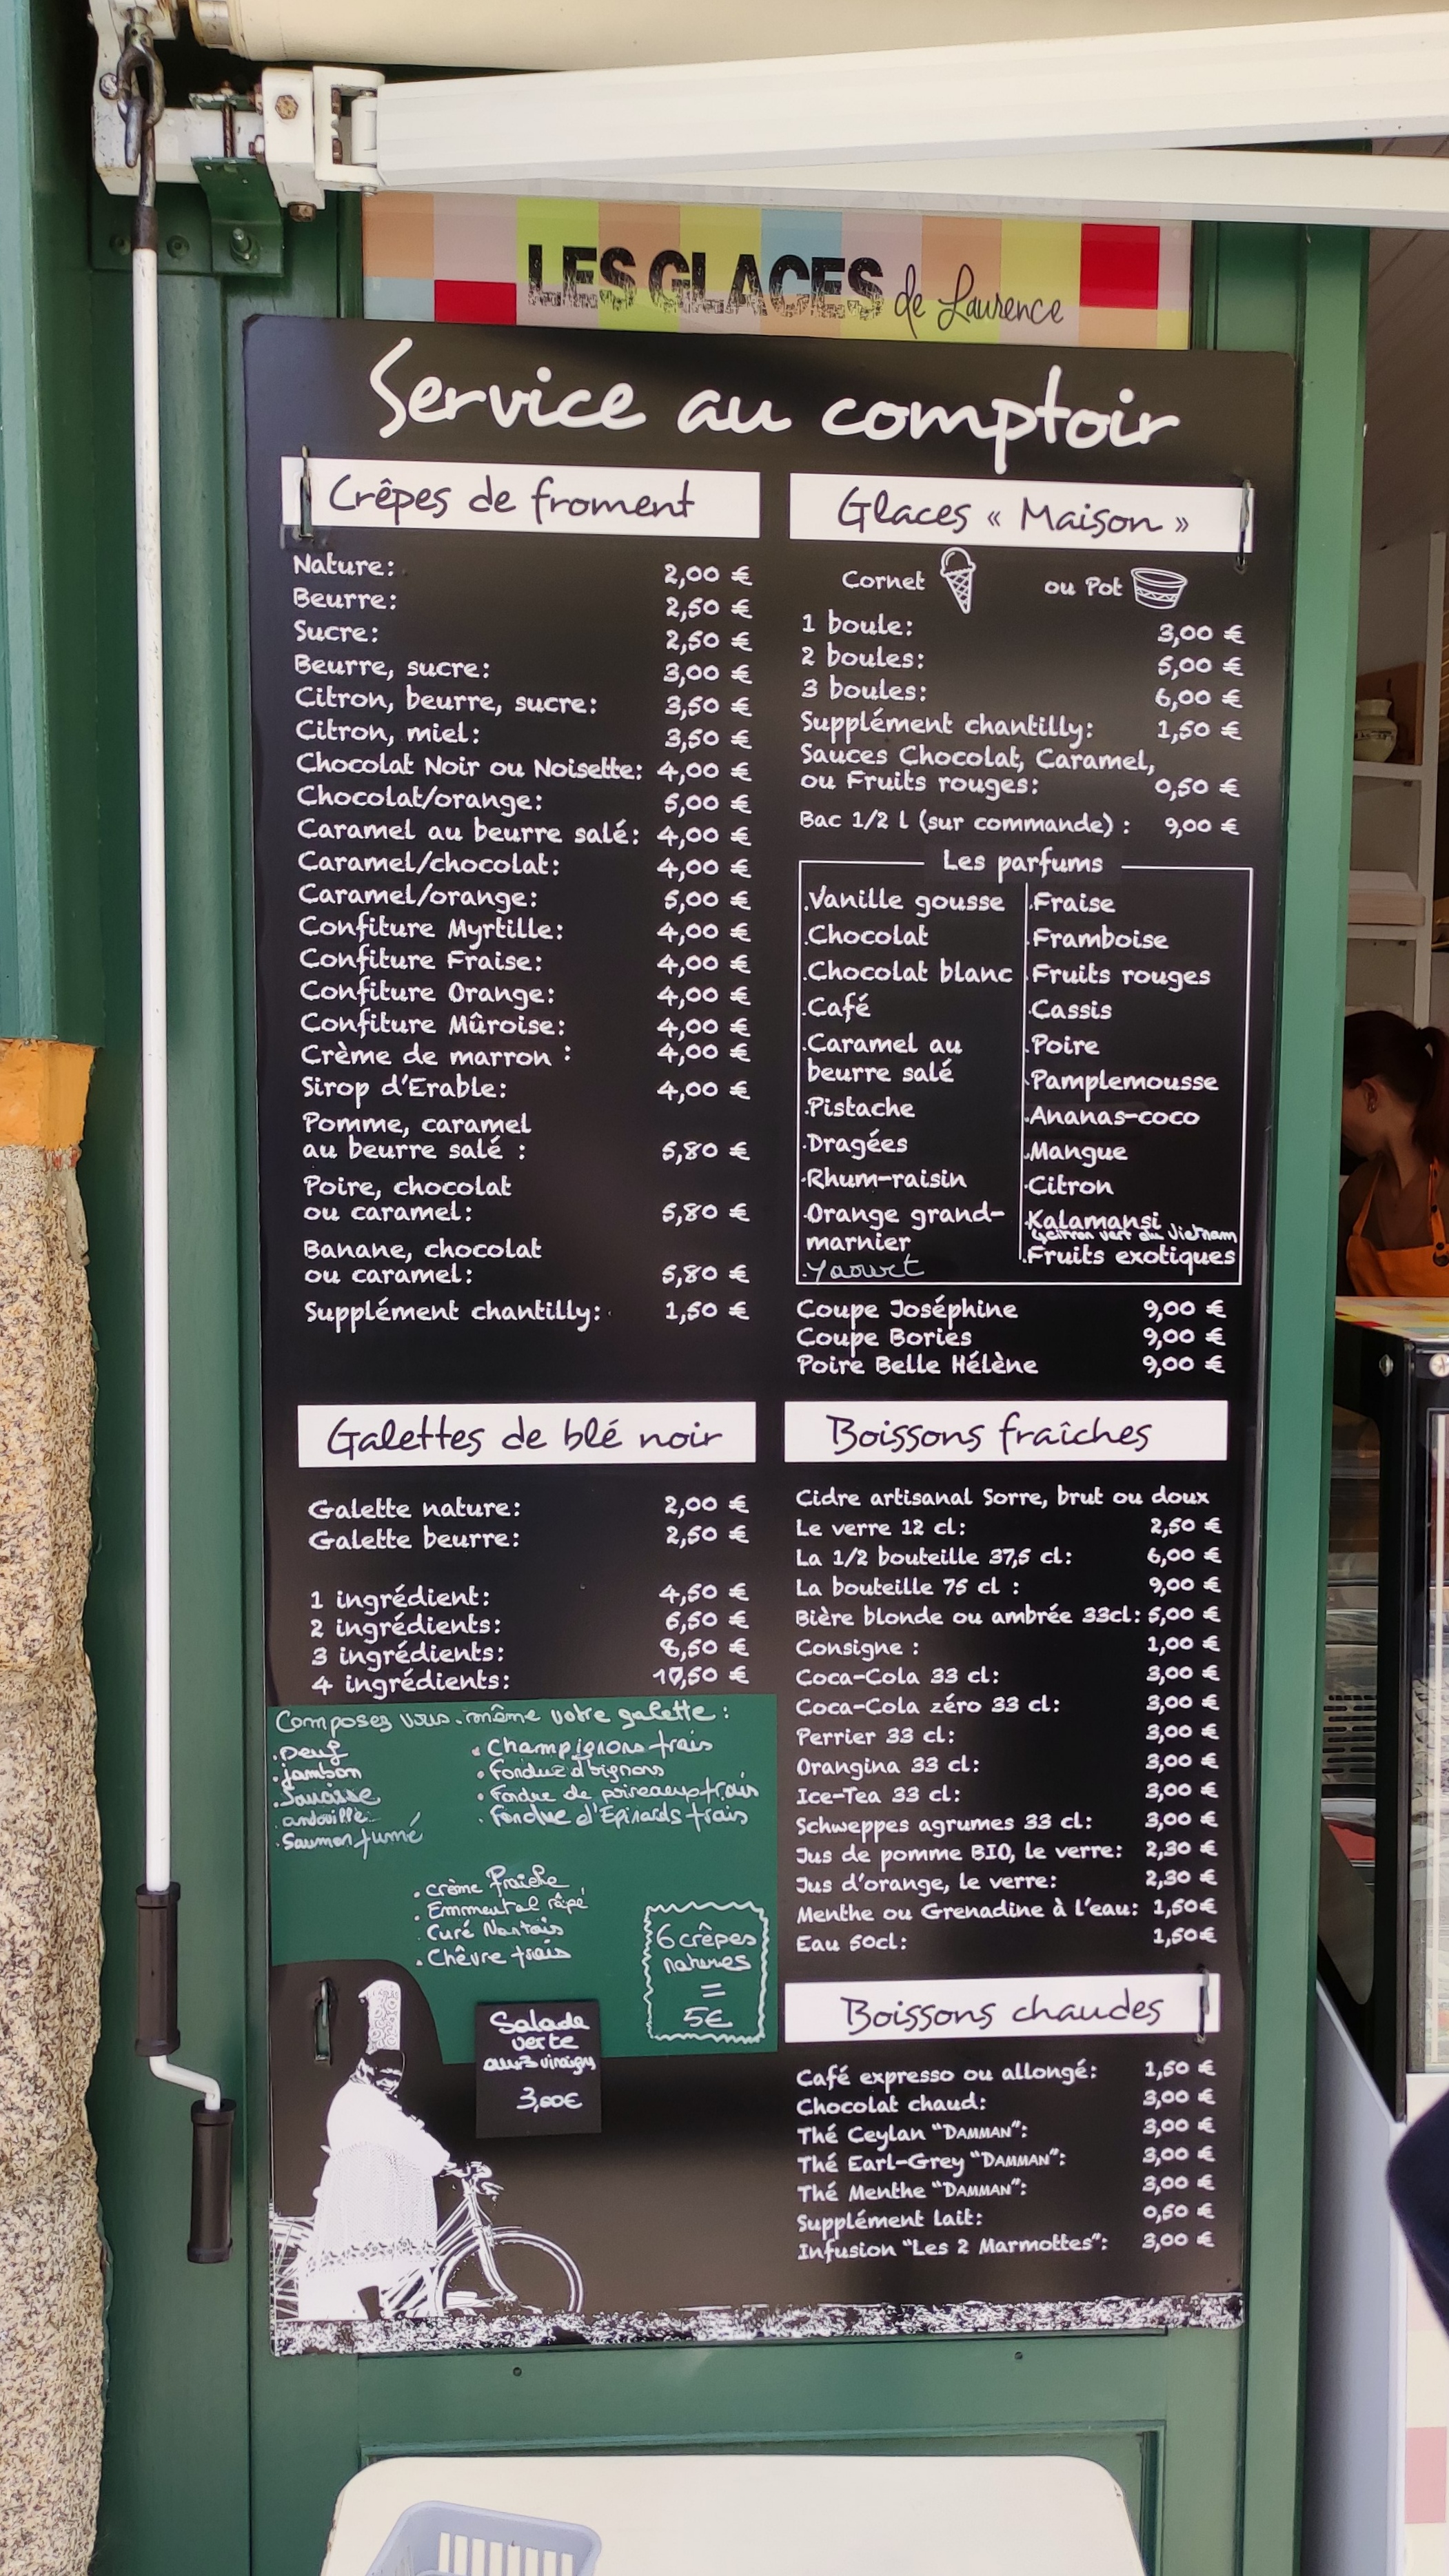 LES GLACES de Laurence
Service au comptoir
Crêpes de froment
Nature: 2,00 €
Beurre: 2,50 €
Sucre: 2,50 €
Beurre, sucre: 3,00 €
Citron, beurre, sucre: 3,50 €
Citron, miel: 3,50 €
Chocolat Noir ou Noisette: 4,00 €
Chocolat/orange: 5,00 €
Caramel au beurre salé: 4,00 €
Caramel/chocolat: 4,00 €
Caramel/orange: 5,00 €
Confiture Myrtille: 4,00 €
Confiture Fraise: 4,00 €
Confiture Orange: 4,00 €
Confiture Mûroise: 4,00 €
Crème de marron : 4,00 €
Sirop d'Erable: 4,00 €
Pomme, caramel
au beurre salé : 5,80 €
Poire, chocolat
ou caramel: 5,80 €
Banane, chocolat
ou caramel: 5,80 €
Supplément chantilly: 1,50 €
Galettes de blé noir
Galette nature: 2,00 €
Galette beurre: 2,50 €
1 ingrédient: 4,50 €
2 ingrédients: 6,50 €
3 ingrédients: 8,50 €
4 ingrédients: 10,50 €
Composez vous-même votre galette :
. oeuf
. jambon
. Saucisse
. andouille
. Saumon fumé
. Champignons frais
. Fondue d'oignons
. Fondue de poireaux frais
. Fondue d'Epinards frais
. crème fraîche
. Emmental râpé
. Curé Nantais
. Chèvre frais
6 crêpes
natures
=
5€
Salade
verte
3,00€
Glaces « Maison »
Cornet ou Pot
1 boule: 3,00 €
2 boules: 5,00 €
3 boules: 6,00 €
Supplément chantilly: 1,50 €
Sauces Chocolat, Caramel,
ou Fruits rouges: 0,50 €
Bac 1/2 l (sur commande) : 9,00 €
Les parfums
.Vanille gousse
.Chocolat
.Chocolat blanc
.Café
.Caramel au
beurre salé
.Pistache
.Dragées
.Rhum-raisin
.Orange grand-
marnier
.Yaourt
.Fraise
.Framboise
.Fruits rouges
.Cassis
.Poire
.Pamplemousse
.Ananas-coco
.Mangue
.Citron
.Kalamansi
citron vert du Vietnam
.Fruits exotiques
Coupe Joséphine 9,00 €
Coupe Bories 9,00 €
Poire Belle Hélène 9,00 €
Boissons fraîches
Cidre artisanal Sorre, brut ou doux
Le verre 12 cl: 2,50 €
La 1/2 bouteille 37,5 cl: 6,00 €
La bouteille 75 cl : 9,00 €
Bière blonde ou ambrée 33cl: 5,00 €
Consigne : 1,00 €
Coca-Cola 33 cl: 3,00 €
Coca-Cola zéro 33 cl: 3,00 €
Perrier 33 cl: 3,00 €
Orangina 33 cl: 3,00 €
Ice-Tea 33 cl: 3,00 €
Schweppes agrumes 33 cl: 3,00 €
Jus de pomme BIO, le verre: 2,30 €
Jus d'orange, le verre: 2,30 €
Menthe ou Grenadine à l'eau: 1,50€
Eau 50cl: 1,50€
Boissons chaudes
Café expresso ou allongé: 1,50 €
Chocolat chaud: 3,00 €
Thé Ceylan "DAMMAN": 3,00 €
Thé Earl-Grey "DAMMAN": 3,00 €
Thé Menthe "DAMMAN": 3,00 €
Supplément lait: 0,50 €
Infusion "Les 2 Marmottes": 3,00 €